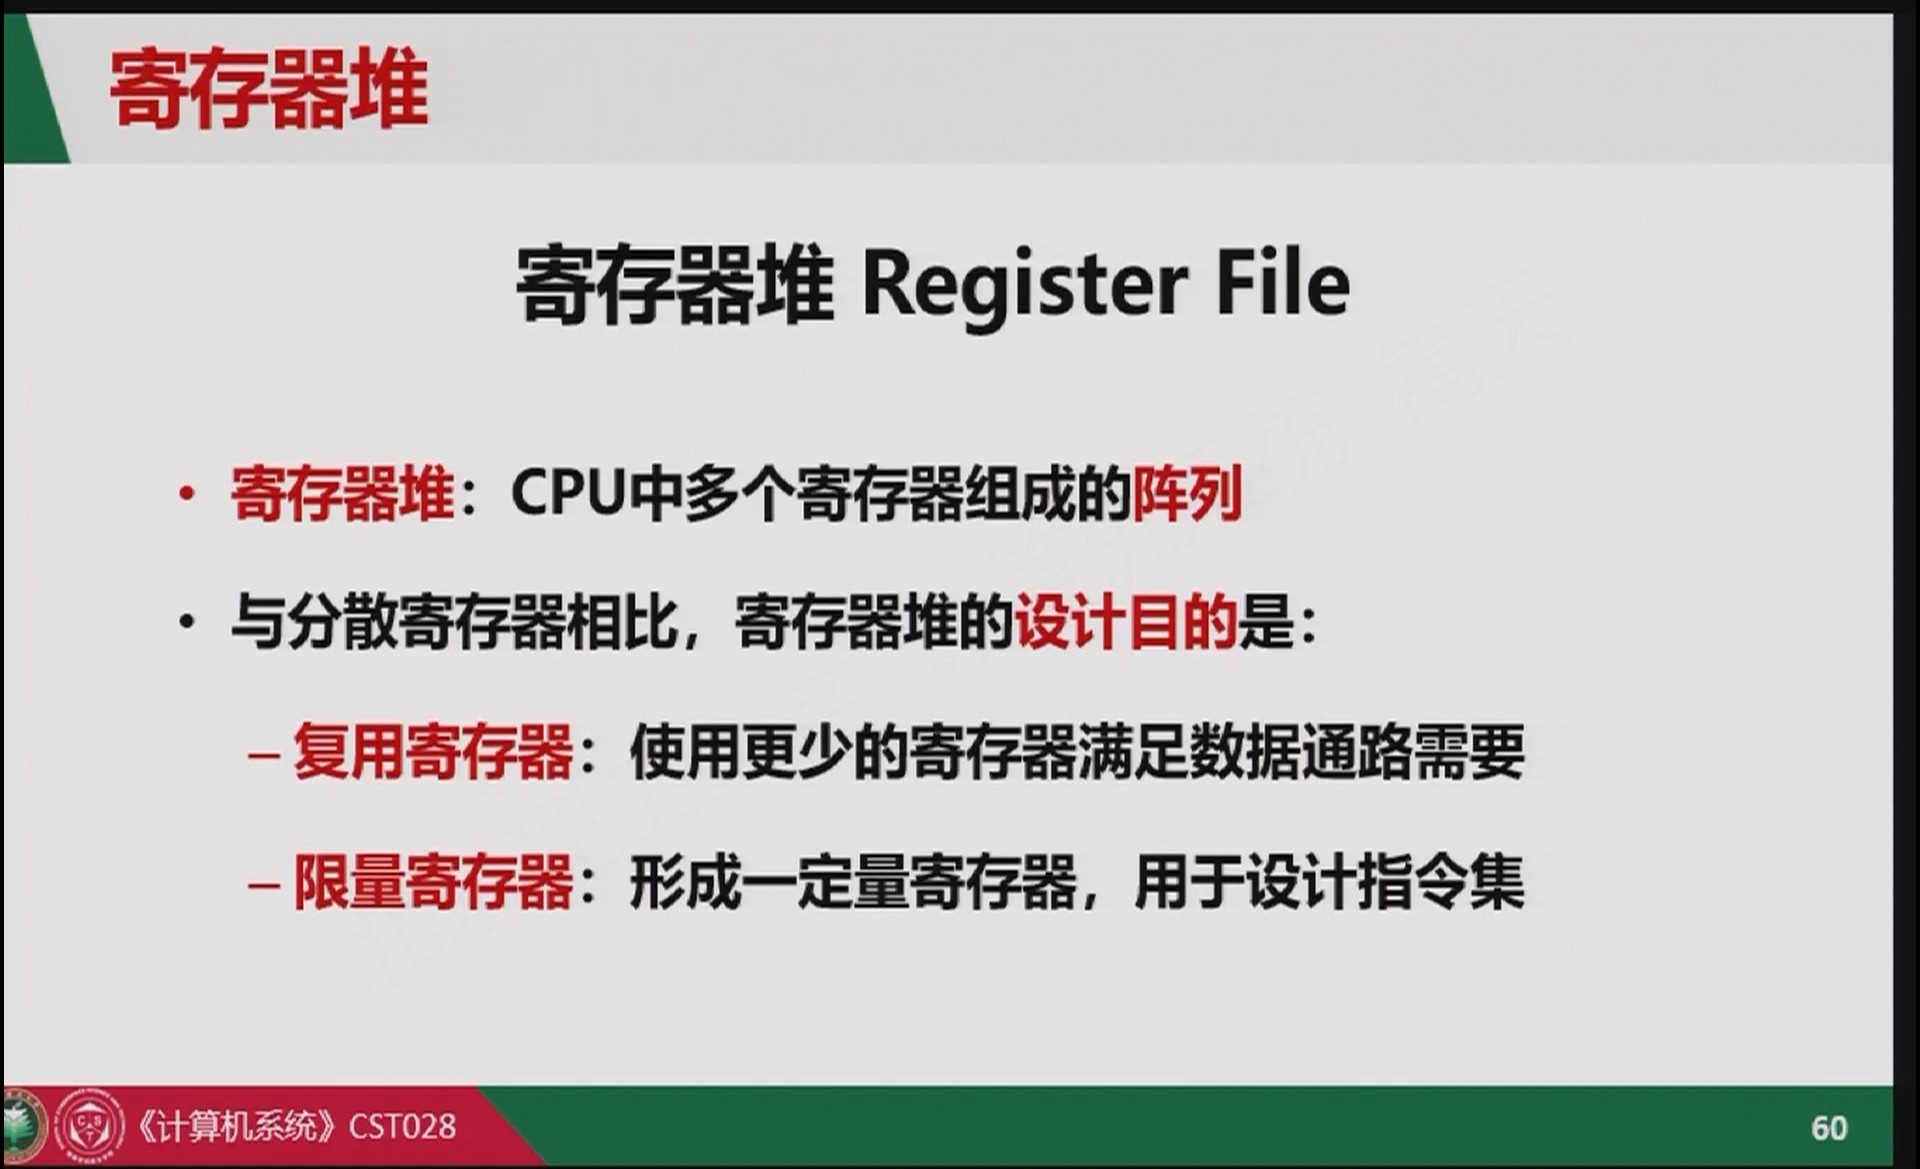 寄存器堆
寄存器堆 Register File
• 寄存器堆：CPU中多个寄存器组成的阵列
• 与分散寄存器相比，寄存器堆的设计目的是：
– 复用寄存器：使用更少的寄存器满足数据通路需要
– 限量寄存器：形成一定量寄存器，用于设计指令集
《计算机系统》CST028
60